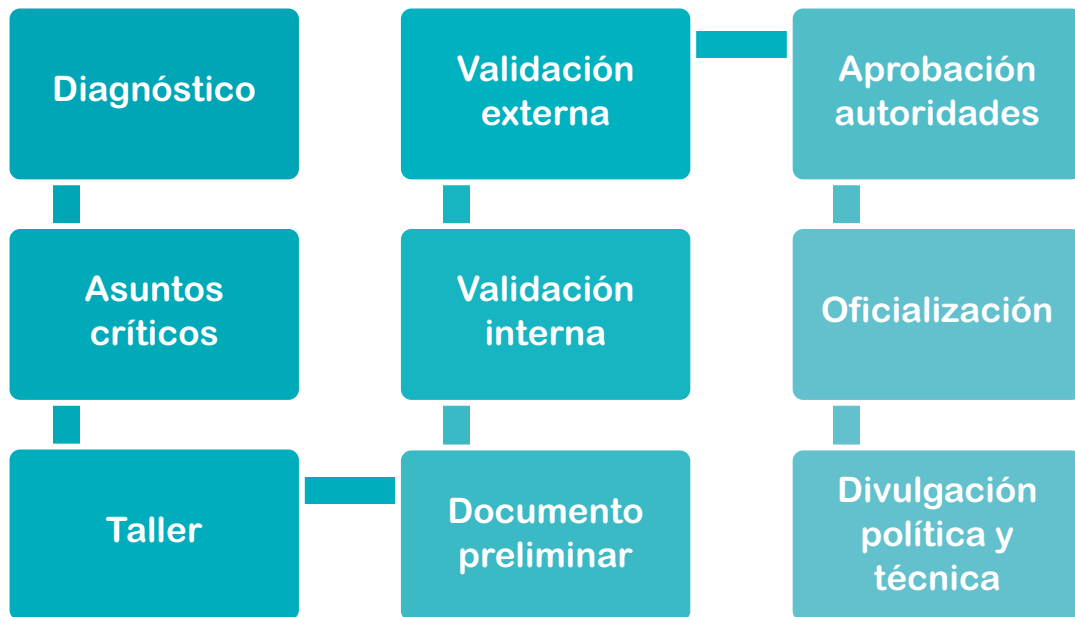 Diagnóstico
Asuntos
críticos
Taller
Documento
preliminar
Validación
interna
Validación
externa
Aprobación
autoridades
Oficialización
Divulgación
política y
técnica